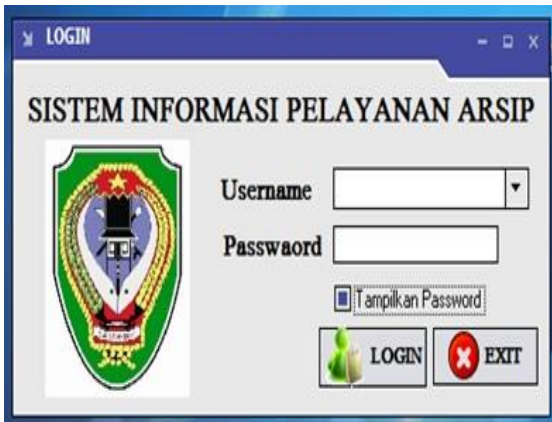 LOGIN
SISTEM INFORMASI PELAYANAN ARSIP
Username
Passwaord
Tampilkan Password
LOGIN
EXIT